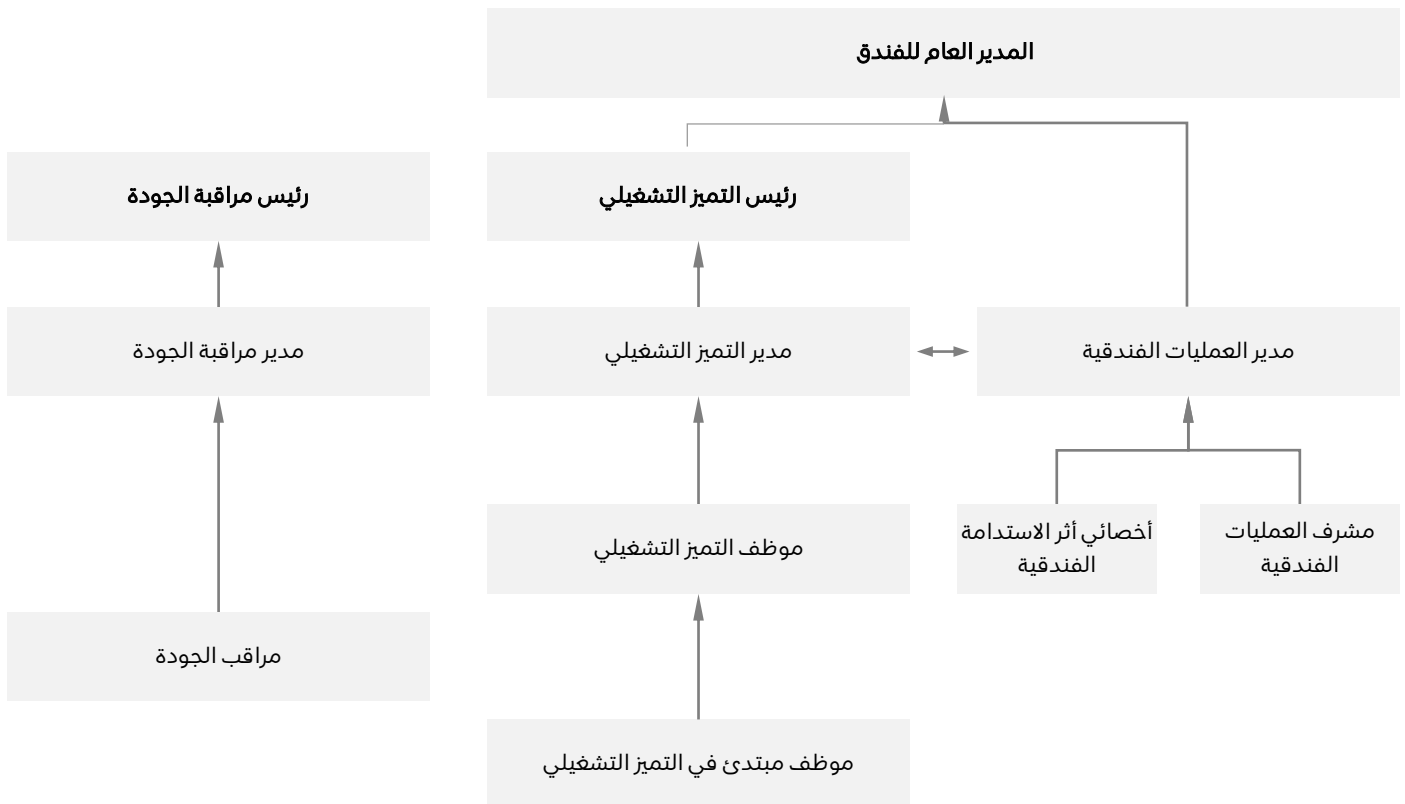 المدير العام للفندق
رئيس التميز التشغيلي
رئيس مراقبة الجودة
مدير العمليات الفندقية
مدير التميز التشغيلي
مدير مراقبة الجودة
مشرف العمليات
الفندقية
أخصائي أثر الاستدامة
الفندقية
موظف التميز التشغيلي
مراقب الجودة
موظف مبتدئ في التميز التشغيلي